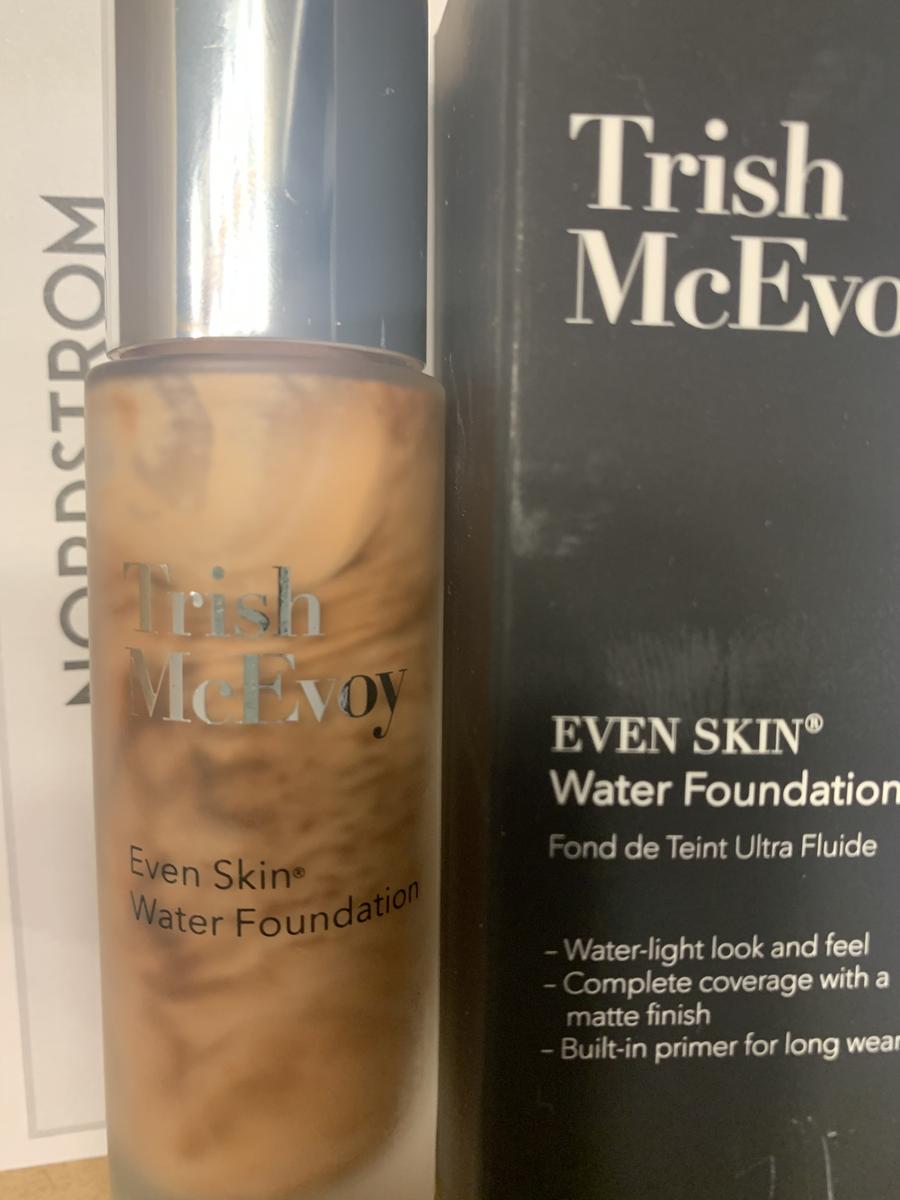 NORDSTROM
Trish
McEvoy
Even Skin®
Water Foundation
Trish
McEvo
EVEN SKIN®
Water Foundation
Fond de Teint Ultra Fluide
– Water-light look and feel
– Complete coverage with a
matte finish
– Built-in primer for long wear